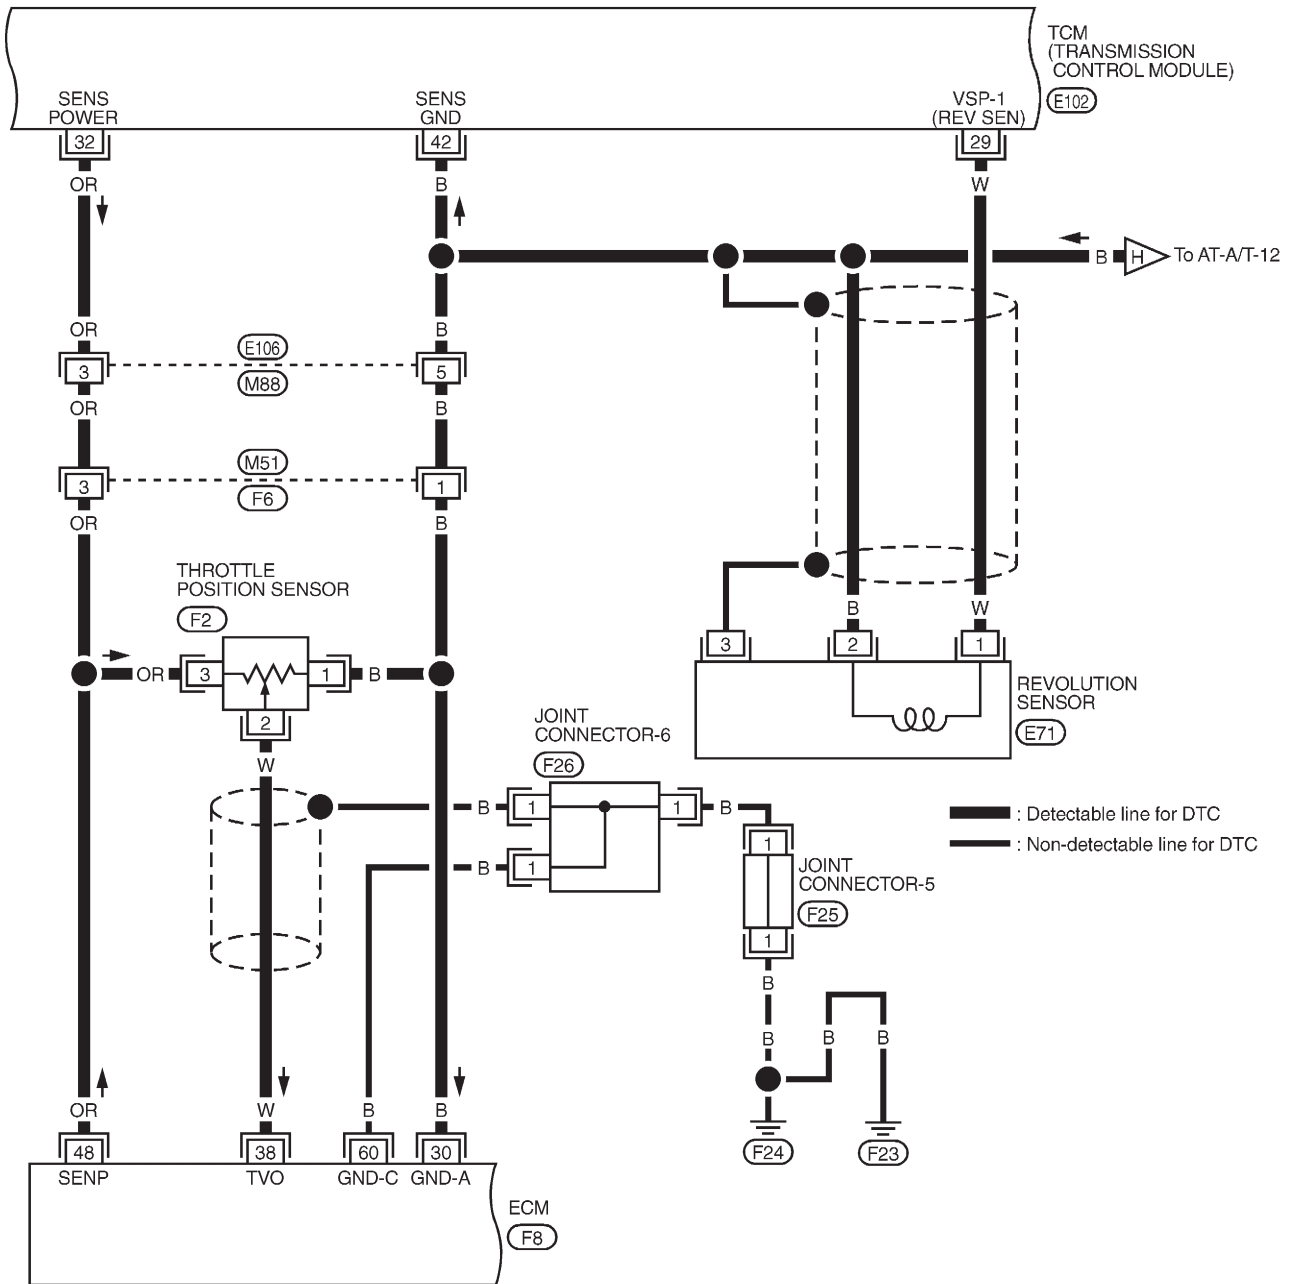 TCM
(TRANSMISSION
CONTROL MODULE)
E102
SENS
POWER
SENS
GND
VSP-1
(REV SEN)
32
42
29
OR
B
W
B
H
To AT-A/T-12
OR
B
E106
3
5
M88
OR
B
M51
3
1
F6
OR
B
THROTTLE
POSITION SENSOR
F2
B
W
3
2
1
OR
3
1
B
2
REVOLUTION
SENSOR
E71
JOINT
CONNECTOR-6
F26
W
B
1
1
B
B
1
: Detectable line for DTC
: Non-detectable line for DTC
1
JOINT
CONNECTOR-5
F25
1
B
B
B
B
F24
F23
OR
W
B
B
48
38
60
30
SENP
TVO
GND-C
GND-A
ECM
F8